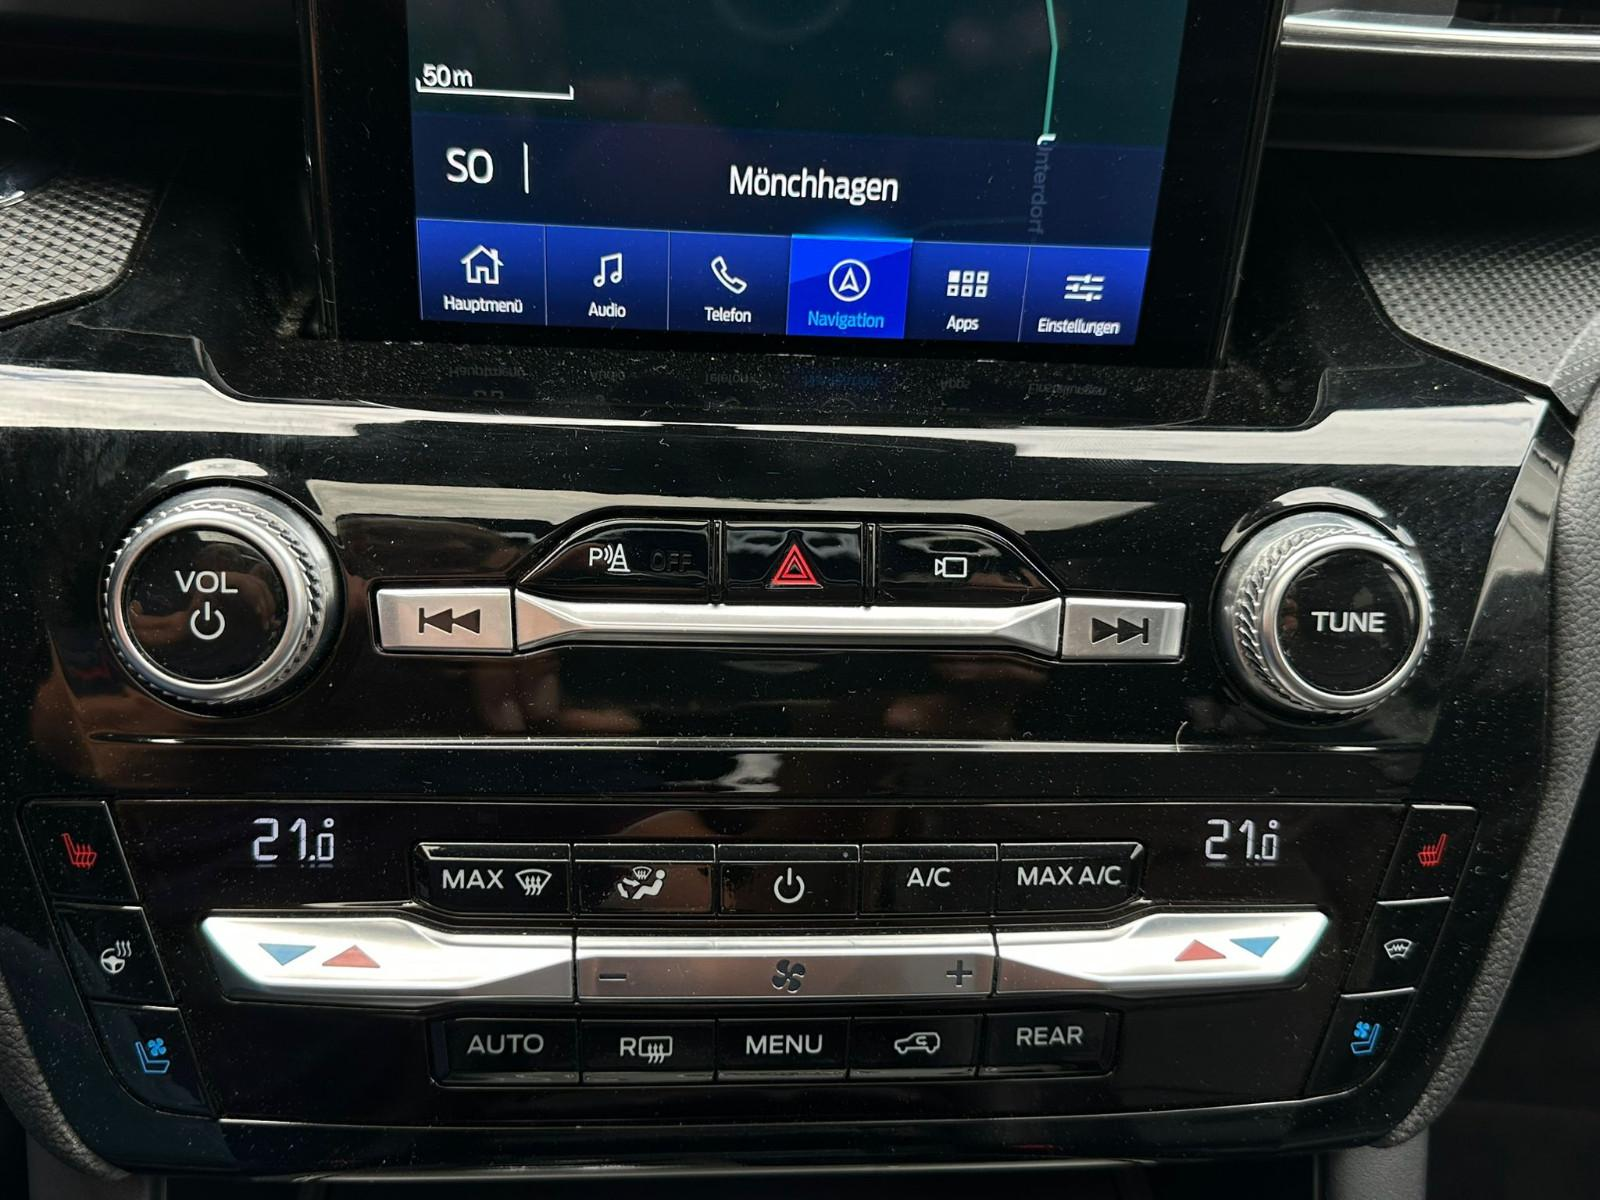 50m
Unterdorf
SO
Mönchhagen
Hauptmenü
Audio
Telefon
Navigation
Apps
Einstellungen
VOL
P
OFF
TUNE
21.0
21.0
MAX
A/C
MAX A/C
- +
AUTO
R
MENU
REAR